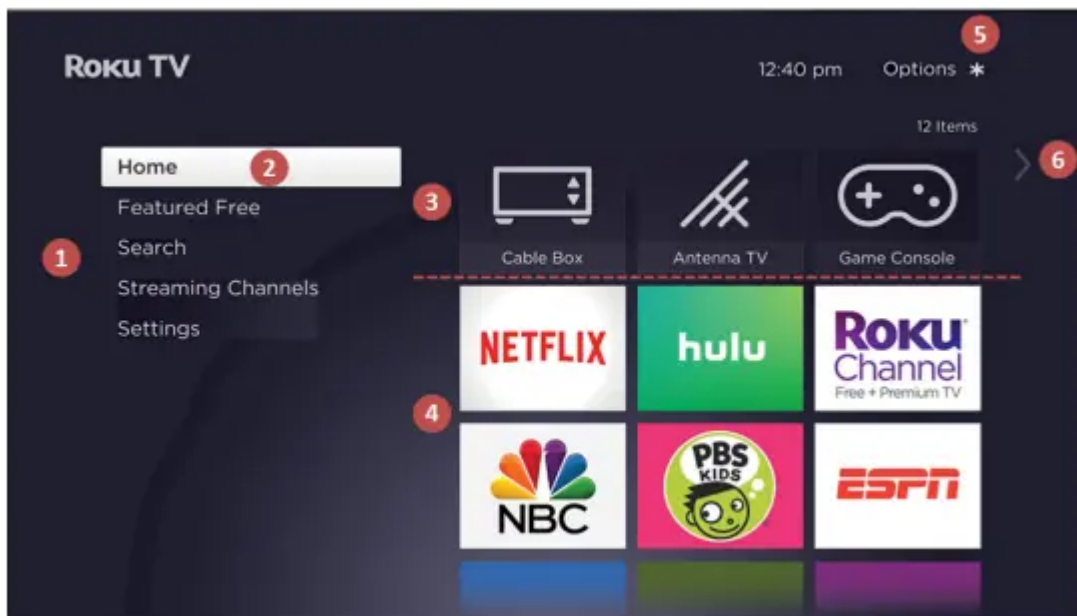 5
Roku TV
12:40 pm Options *
12 Items
6
Home 2
Featured Free
3
Search
1
Cable Box Antenna TV Game Console
Streaming Channels
Settings
NETFLIX hulu Roku Channel
Free + Premium TV
4
NBC PBS KIDS ESPN